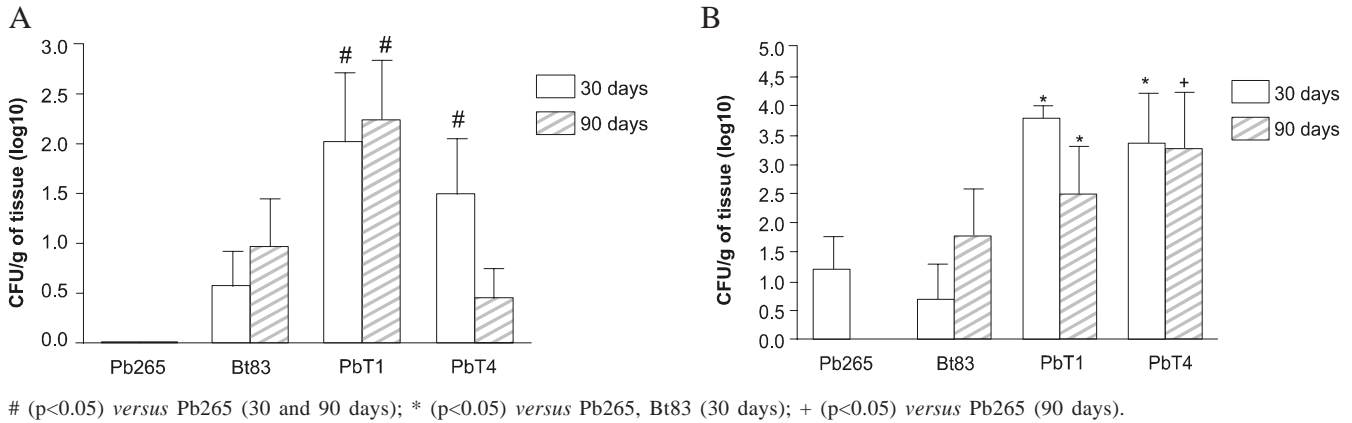 A
CFU/g of tissue (log10)
3.0
2.5
2.0
1.5
1.0
0.5
0.0
#
#
#
Pb265
Bt83
PbT1
PbT4
30 days
90 days
B
CFU/g of tissue (log10)
5.0
4,5
4,0
3.5
3.0
2.5
2.0
1.5
1.0
0.5
0.0
*
*
*
+
Pb265
Bt83
PbT1
PbT4
30 days
90 days
# (p<0.05) versus Pb265 (30 and 90 days); * (p<0.05) versus Pb265, Bt83 (30 days); + (p<0.05) versus Pb265 (90 days).